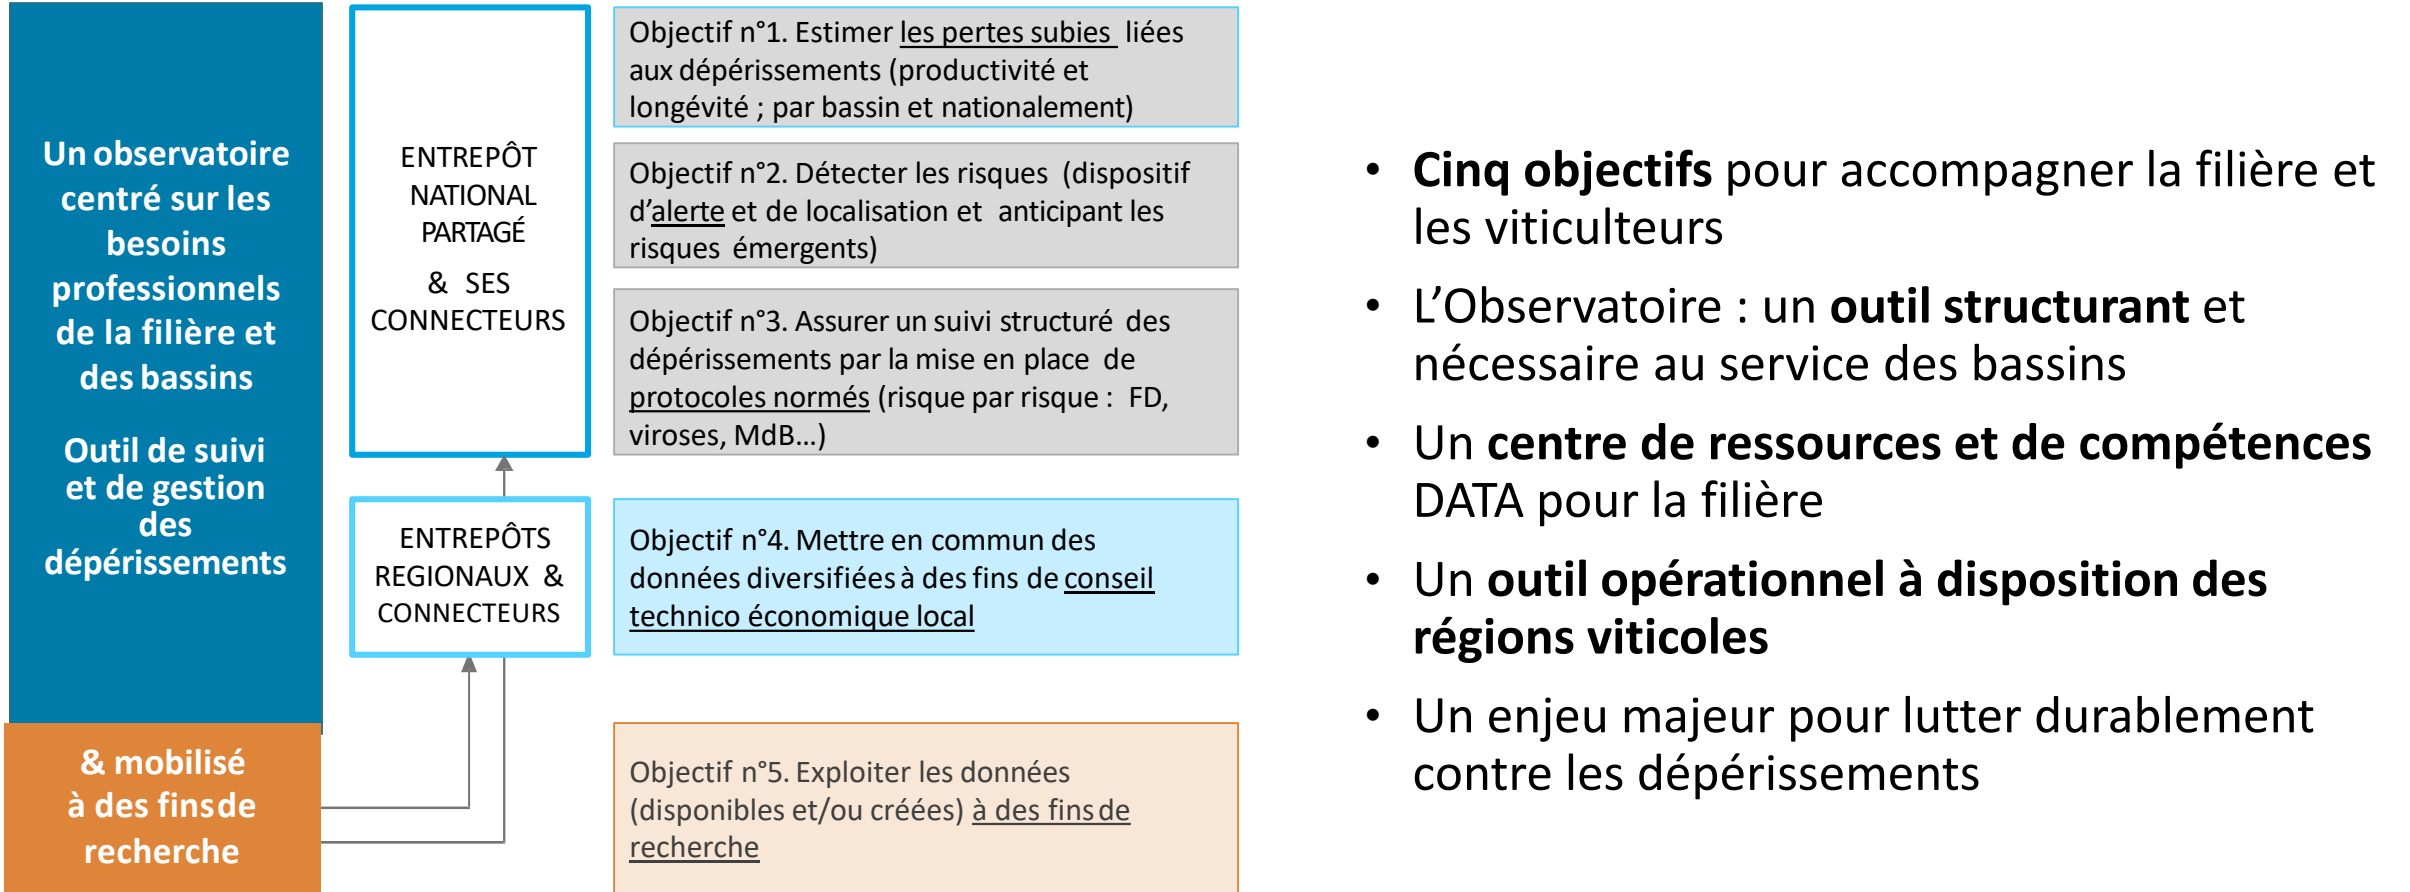 Un observatoire
centré sur les
besoins
professionnels
de la filière et
des bassins
Outil de suivi
et de gestion
des
dépérissements
& mobilisé
à des fins de
recherche
ENTREPÔT
NATIONAL
PARTAGÉ
& SES
CONNECTEURS
ENTREPÔTS
REGIONAUX &
CONNECTEURS
Objectif n°1. Estimer les pertes subies liées
aux dépérissements (productivité et
longévité ; par bassin et nationalement)
Objectif n°2. Détecter les risques (dispositif
d’alerte et de localisation et anticipant les
risques émergents)
Objectif n°3. Assurer un suivi structuré des
dépérissements par la mise en place de
protocoles normés (risque par risque : FD,
viroses, MdB…)
Objectif n°4. Mettre en commun des
données diversifiées à des fins de conseil
technico économique local
Objectif n°5. Exploiter les données
(disponibles et/ou créées) à des fins de
recherche
• Cinq objectifs pour accompagner la filière et
les viticulteurs
• L’Observatoire : un outil structurant et
nécessaire au service des bassins
• Un centre de ressources et de compétences
DATA pour la filière
• Un outil opérationnel à disposition des
régions viticoles
• Un enjeu majeur pour lutter durablement
contre les dépérissements